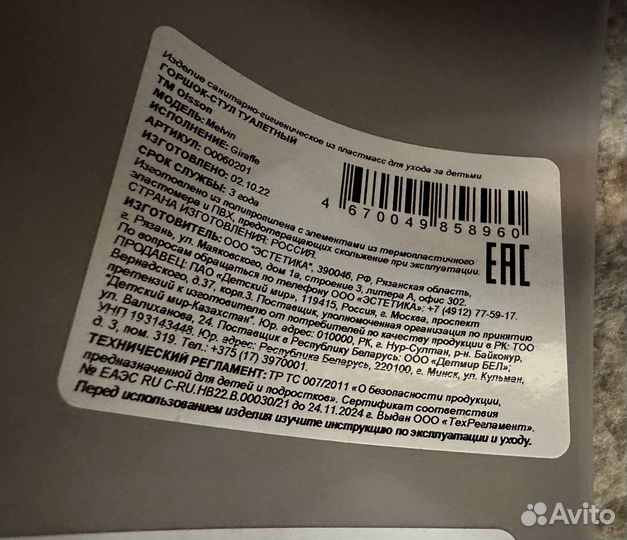 Изделие санитарно-гигиеническое из пластмасс для ухода за детьми
ГОРШОК-СТУЛ ТУАЛЕТНЫЙ
ТМ Olsson
МОДЕЛЬ: Melvin
ИСПОЛНЕНИЕ: Giraffe
АРТИКУЛ: O0060201
ИЗГОТОВЛЕНО: 02.10.22
СРОК СЛУЖБЫ: 3 года
4 670049 858960
EAC
Изготовлено из полипропилена с элементами из термопластичного
эластомера и ПВХ, предотвращающих скольжение при эксплуатации.
СТРАНА ИЗГОТОВЛЕНИЯ: РОССИЯ.
ИЗГОТОВИТЕЛЬ: ООО "ЭСТЕТИКА", 390046, РФ, Рязанская область,
г. Рязань, ул. Маяковского, дом 1а, строение 3, литера А, офис 302.
По вопросам обращаться по телефону ООО «ЭСТЕТИКА»: +7 (4912) 77-59-17.
ПРОДАВЕЦ: ПАО «Детский мир», 119415, Россия, г. Москва, проспект
Вернадского, д.37, корп.3. Поставщик, уполномоченная организация по принятию
претензий к изготовителю от потребителей по качеству продукции в РК: ТОО
"Детский мир-Казахстан". Юр. адрес: 010000, РК, г. Нур-Султан, р-н. Байконур,
ул. Валиханова, 24. Поставщик в Республику Беларусь: ООО «Детмир БЕЛ»;
УНП 193143448. Юр. адрес: Республика Беларусь, 220100, г. Минск, ул. Кульман,
д. 3, пом. 319. Тел.: +375 (17) 3970001.
ТЕХНИЧЕСКИЙ РЕГЛАМЕНТ: ТР ТС 007/2011 «О безопасности продукции,
предназначенной для детей и подростков». Сертификат соответствия
№ ЕАЭС RU C-RU.НВ22.В.00030/21 до 24.11.2024 г. Выдан ООО «ТехРегламент».
Перед использованием изделия изучите инструкцию по эксплуатации и уходу.
Avito